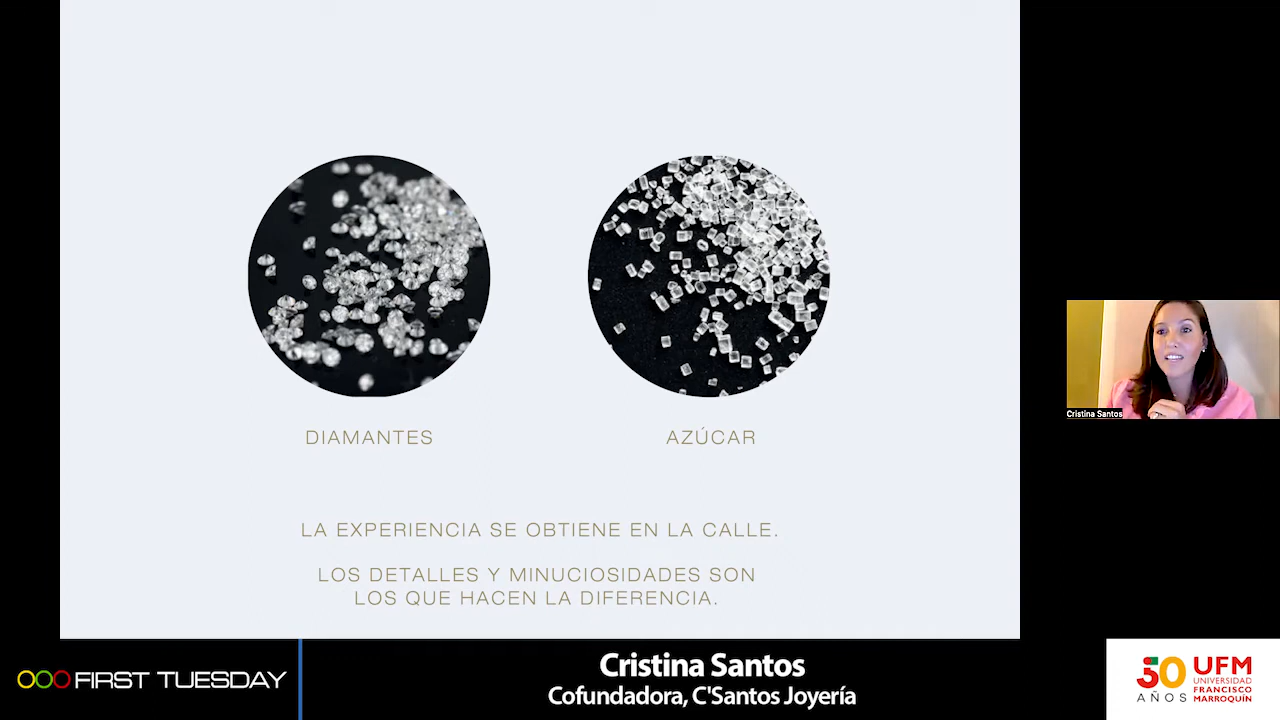 DIAMANTES
AZÚCAR
LA EXPERIENCIA SE OBTIENE EN LA CALLE.
LOS DETALLES Y MINUCIOSIDADES SON
LOS QUE HACEN LA DIFERENCIA.
Cristina Santos
FIRST TUESDAY
Cristina Santos
Cofundadora, C'Santos Joyería
50
AÑOS
UFM
UNIVERSIDAD
FRANCISCO
MARROQUÍN